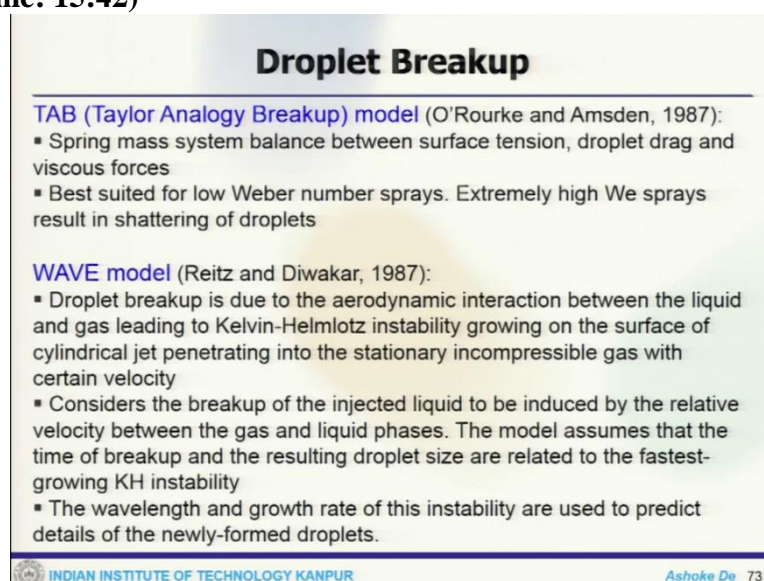 15:42)
Droplet Breakup
TAB (Taylor Analogy Breakup) model (O'Rourke and Amsden, 1987):
▪ Spring mass system balance between surface tension, droplet drag and
viscous forces
▪ Best suited for low Weber number sprays. Extremely high We sprays
result in shattering of droplets
WAVE model (Reitz and Diwakar, 1987):
▪ Droplet breakup is due to the aerodynamic interaction between the liquid
and gas leading to Kelvin-Helmlotz instability growing on the surface of
cylindrical jet penetrating into the stationary incompressible gas with
certain velocity
▪ Considers the breakup of the injected liquid to be induced by the relative
velocity between the gas and liquid phases. The model assumes that the
time of breakup and the resulting droplet size are related to the fastest-
growing KH instability
▪ The wavelength and growth rate of this instability are used to predict
details of the newly-formed droplets.
INDIAN INSTITUTE OF TECHNOLOGY KANPUR
Ashoke De 73